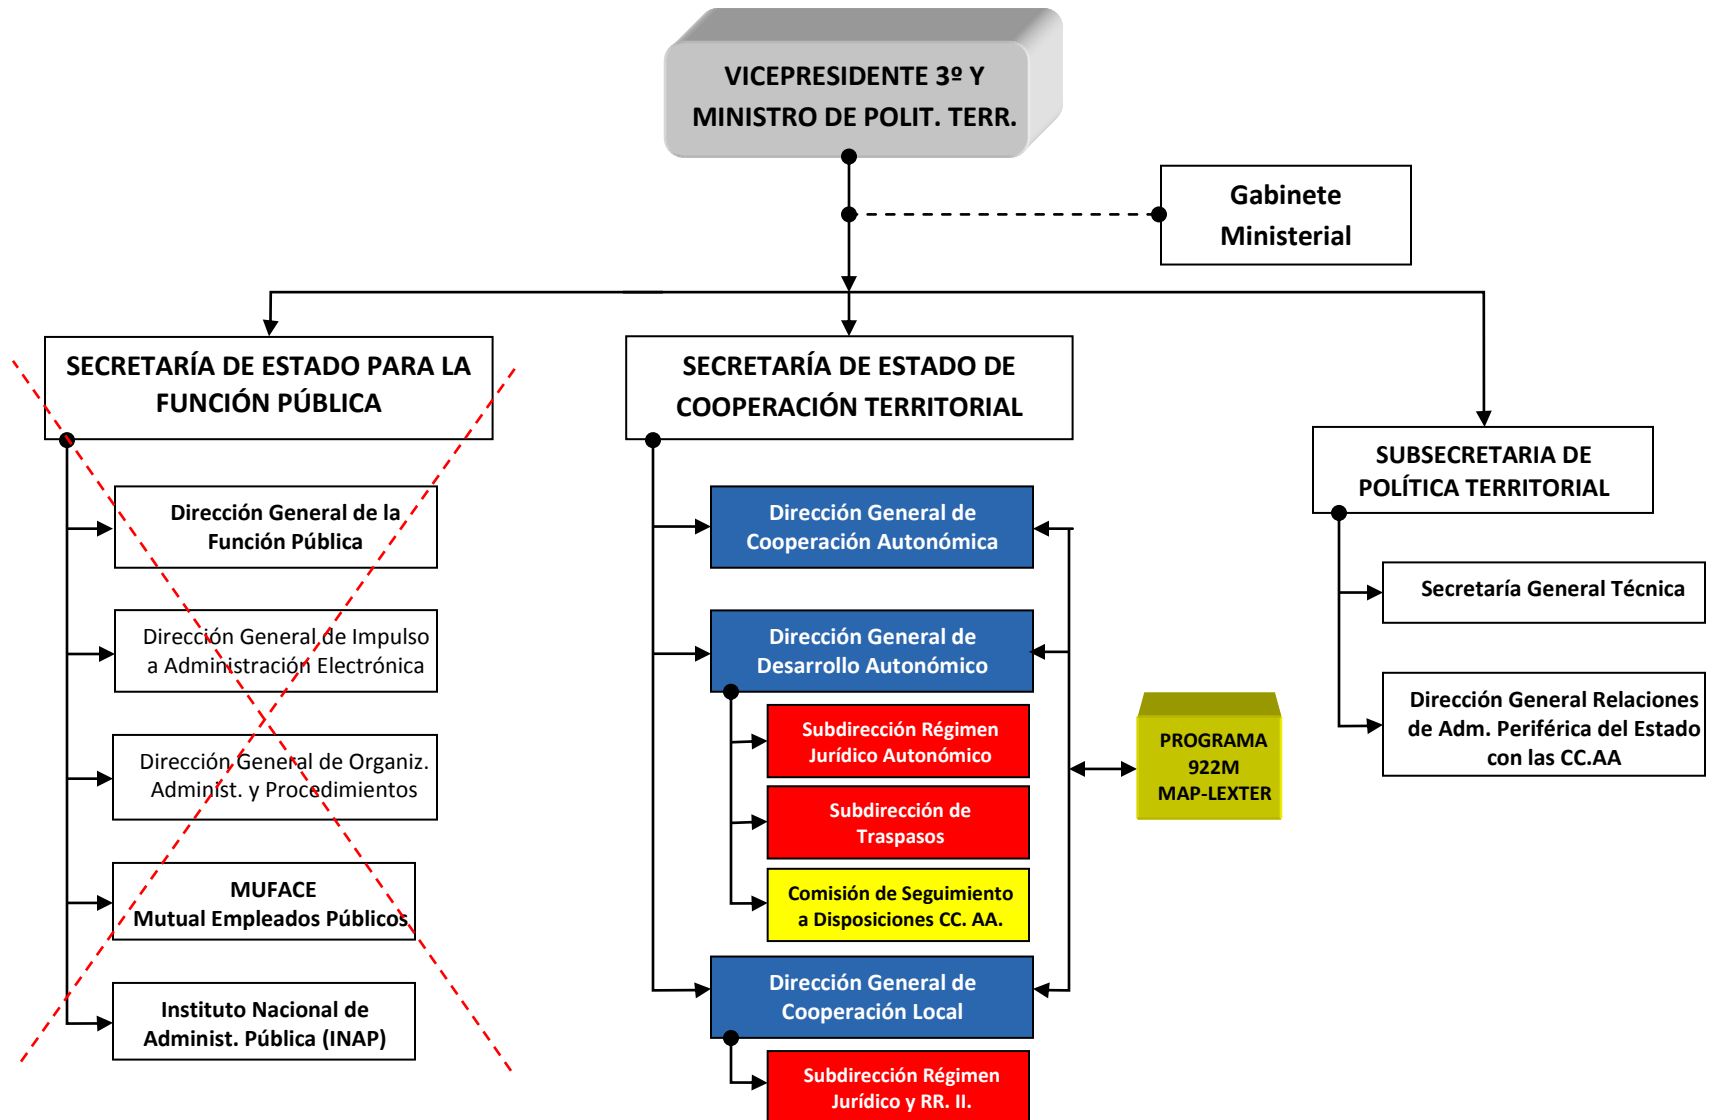 VICEPRESIDENTE 3º Y
MINISTRO DE POLIT. TERR.
Gabinete
Ministerial
SECRETARÍA DE ESTADO PARA LA
FUNCIÓN PÚBLICA
Dirección General de la
Función Pública
Dirección General de Impulso
a Administración Electrónica
Dirección General de Organiz.
Administ. y Procedimientos
MUFACE
Mutual Empleados Públicos
Instituto Nacional de
Administ. Pública (INAP)
SECRETARÍA DE ESTADO DE
COOPERACIÓN TERRITORIAL
Dirección General de
Cooperación Autonómica
Dirección General de
Desarrollo Autonómico
Subdirección Régimen
Jurídico Autonómico
Subdirección de
Traspasos
Comisión de Seguimiento
a Disposiciones CC. AA.
Dirección General de
Cooperación Local
Subdirección Régimen
Jurídico y RR. II.
PROGRAMA
922M
MAP-LEXTER
SUBSECRETARIA DE
POLÍTICA TERRITORIAL
Secretaría General Técnica
Dirección General Relaciones
de Adm. Periférica del Estado
con las CC.AA